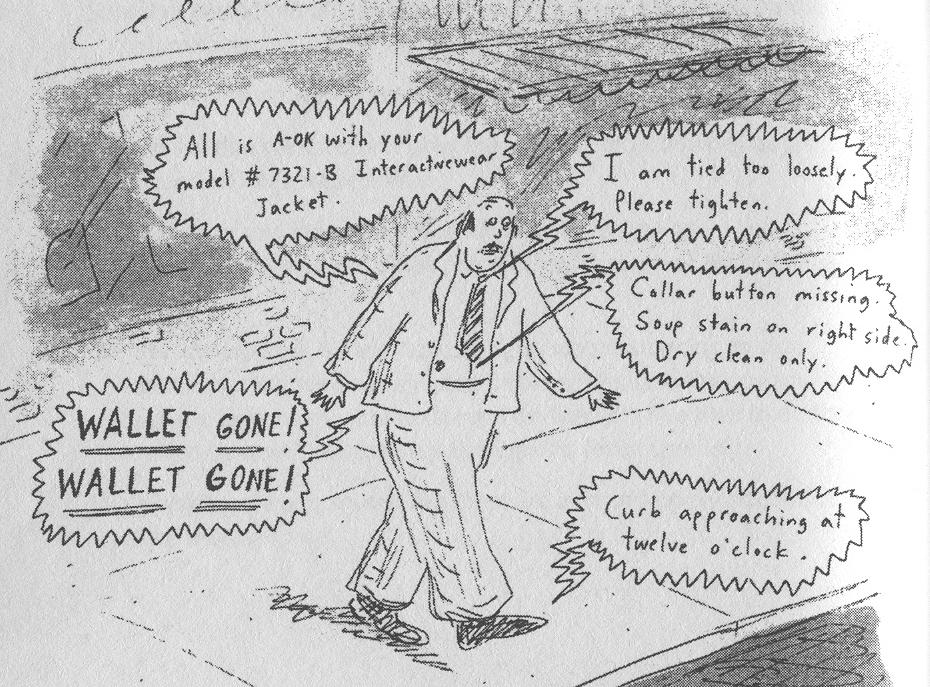 All is A-OK with your
model # 7321-B Interactivewear
Jacket.
I am tied too loosely.
Please tighten.
Collar button missing.
Soup stain on right side.
Dry clean only.
WALLET GONE!
WALLET GONE!
Curb approaching at
twelve o'clock.